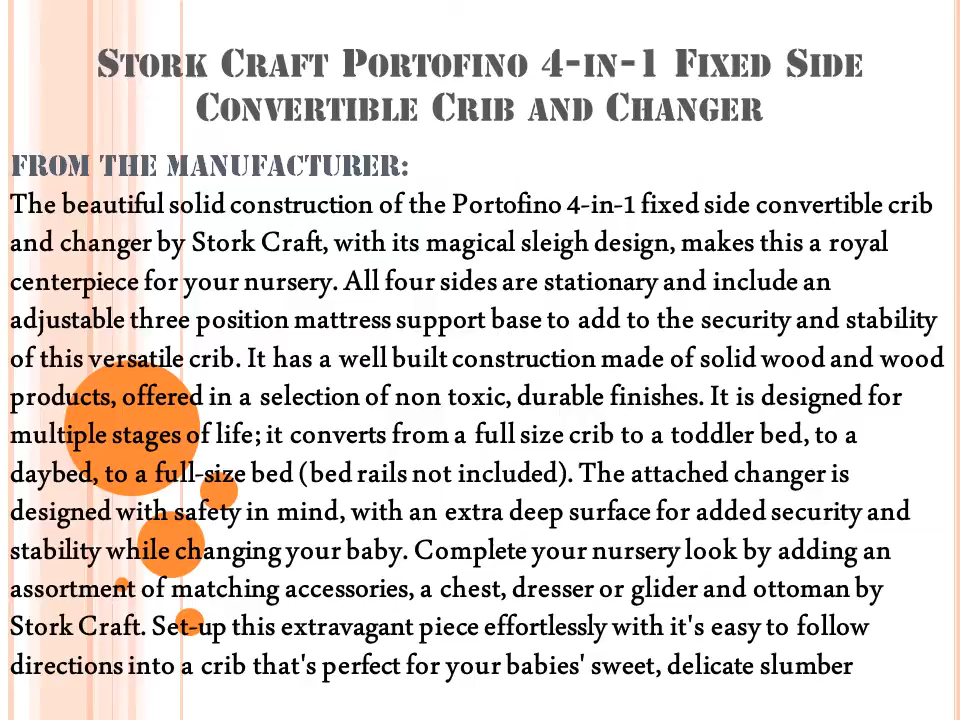 Stork Craft Portofino 4-in-1 Fixed Side
Convertible Crib and Changer
FROM THE MANUFACTURER:
The beautiful solid construction of the Portofino 4-in-1 fixed side convertible crib
and changer by Stork Craft, with its magical sleigh design, makes this a royal
centerpiece for your nursery. All four sides are stationary and include an
adjustable three position mattress support base to add to the security and stability
of this versatile crib. It has a well built construction made of solid wood and wood
products, offered in a selection of non toxic, durable finishes. It is designed for
multiple stages of life; it converts from a full size crib to a toddler bed, to a
daybed, to a full-size bed (bed rails not included). The attached changer is
designed with safety in mind, with an extra deep surface for added security and
stability while changing your baby. Complete your nursery look by adding an
assortment of matching accessories, a chest, dresser or glider and ottoman by
Stork Craft. Set-up this extravagant piece effortlessly with it's easy to follow
directions into a crib that's perfect for your babies' sweet, delicate slumber